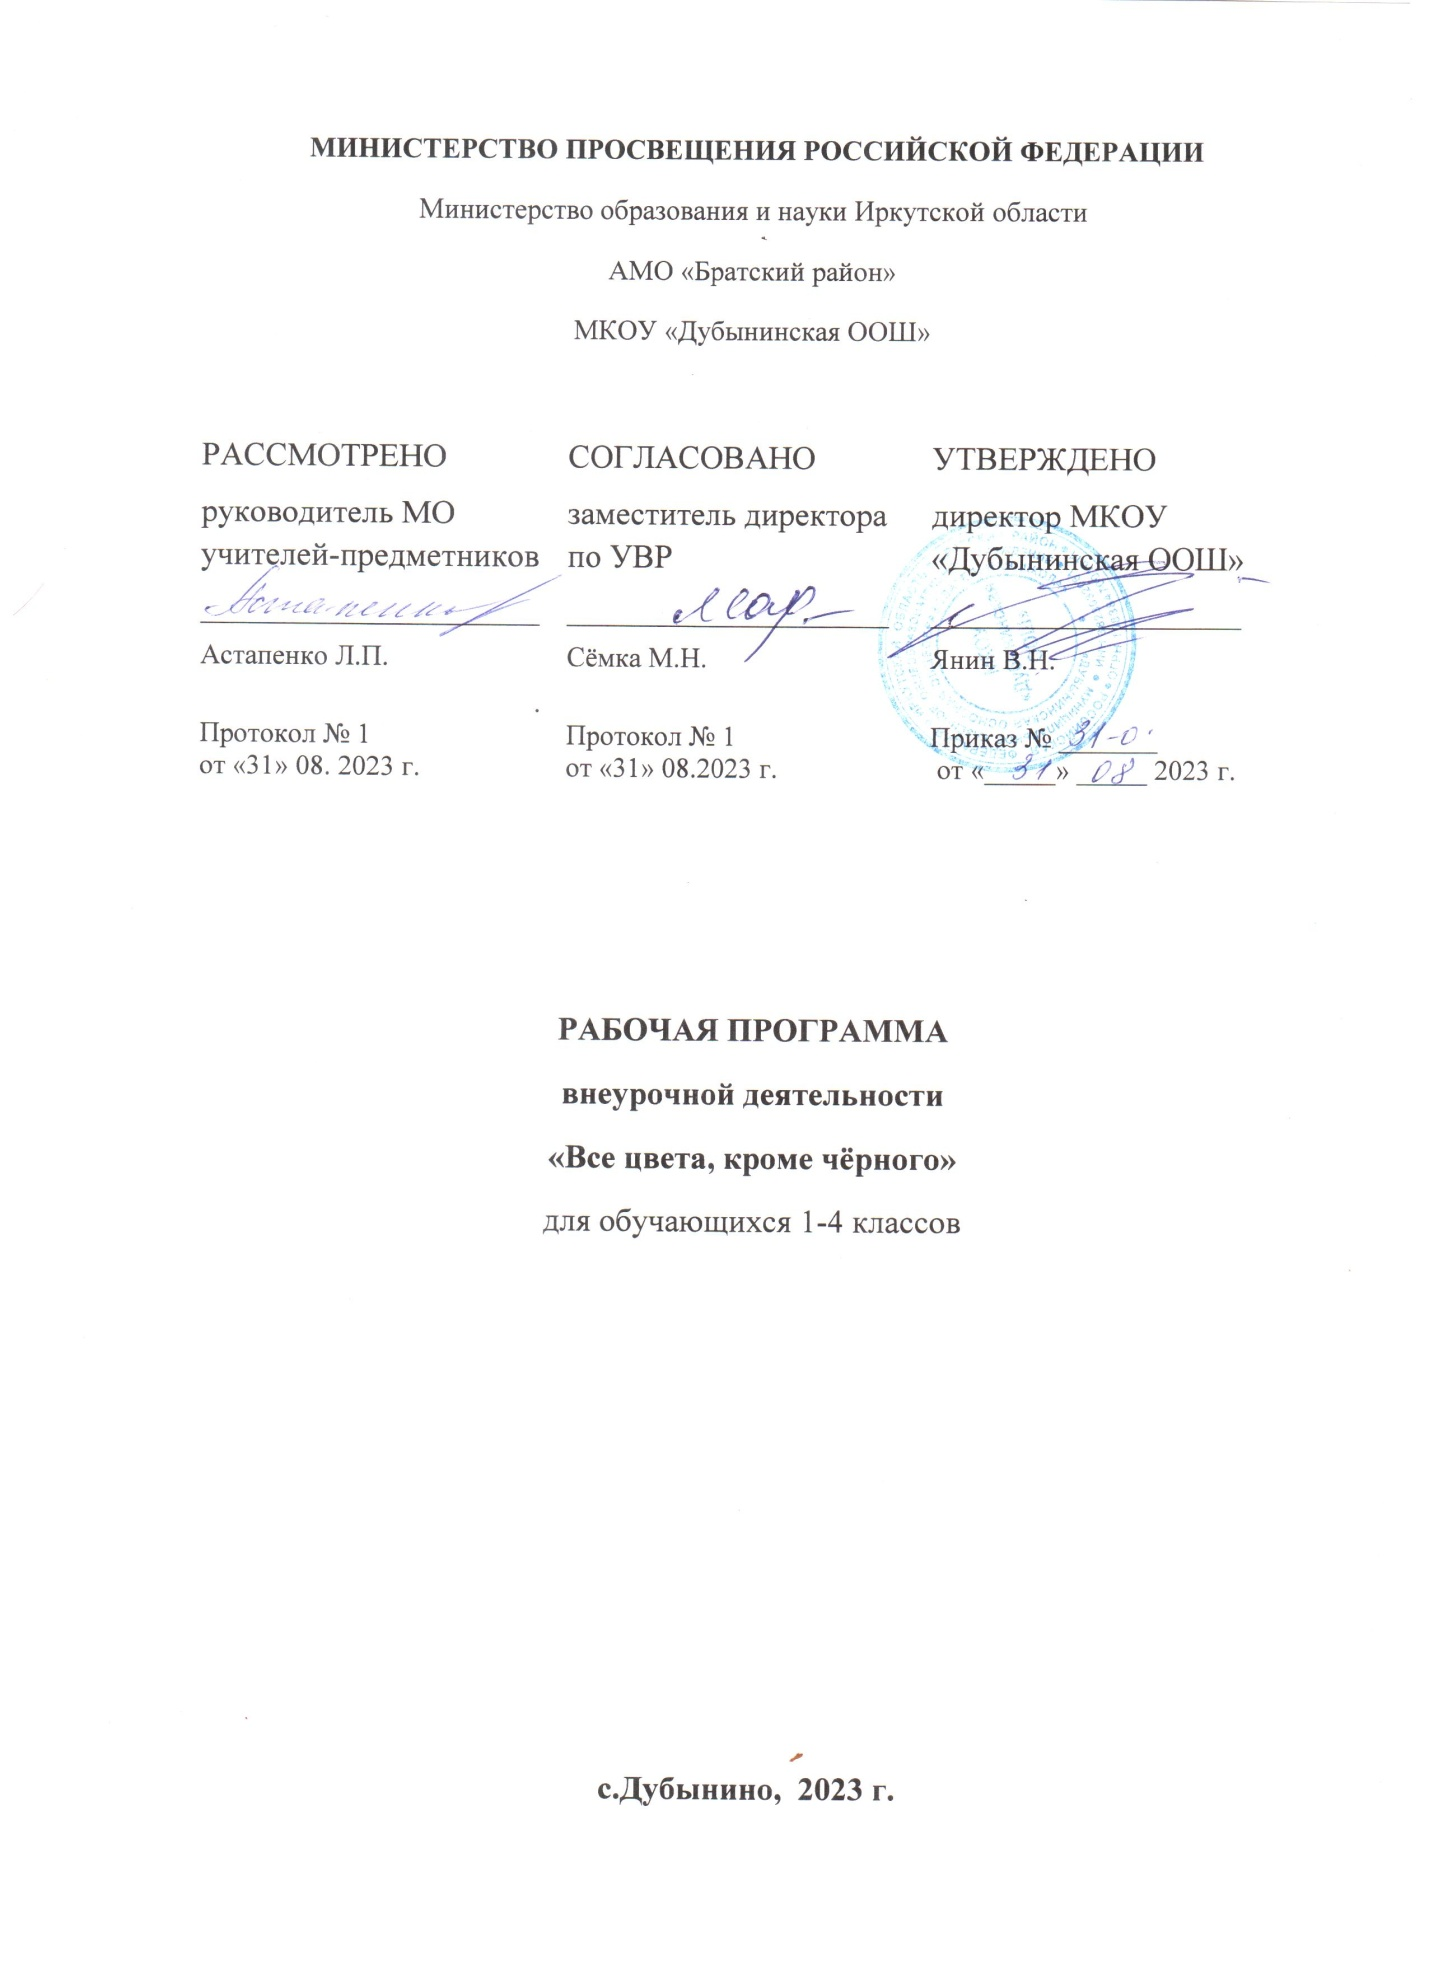 МИНИСТЕРСТВО ПРОСВЕЩЕНИЯ РОССИЙСКОЙ ФЕДЕРАЦИИ
Министерство образования и науки Иркутской области
АМО «Братский район»
МКОУ «Дубынинская ООШ»
РАССМОТРЕНО
руководитель МО
учителей-предметников
Астапенко Л.П.
Протокол № 1
от «31» 08. 2023 г.
СОГЛАСОВАНО
заместитель директора
по УВР
Сёмка М.Н.
Протокол № 1
от «31» 08.2023 г.
УТВЕРЖДЕНО
директор МКОУ
«Дубынинская ООШ»
Янин В.Н.
Приказ № 31-о
от «31» 08 2023 г.
РАБОЧАЯ ПРОГРАММА
внеурочной деятельности
«Все цвета, кроме чёрного»
для обучающихся 1-4 классов
с.Дубынино, 2023 г.